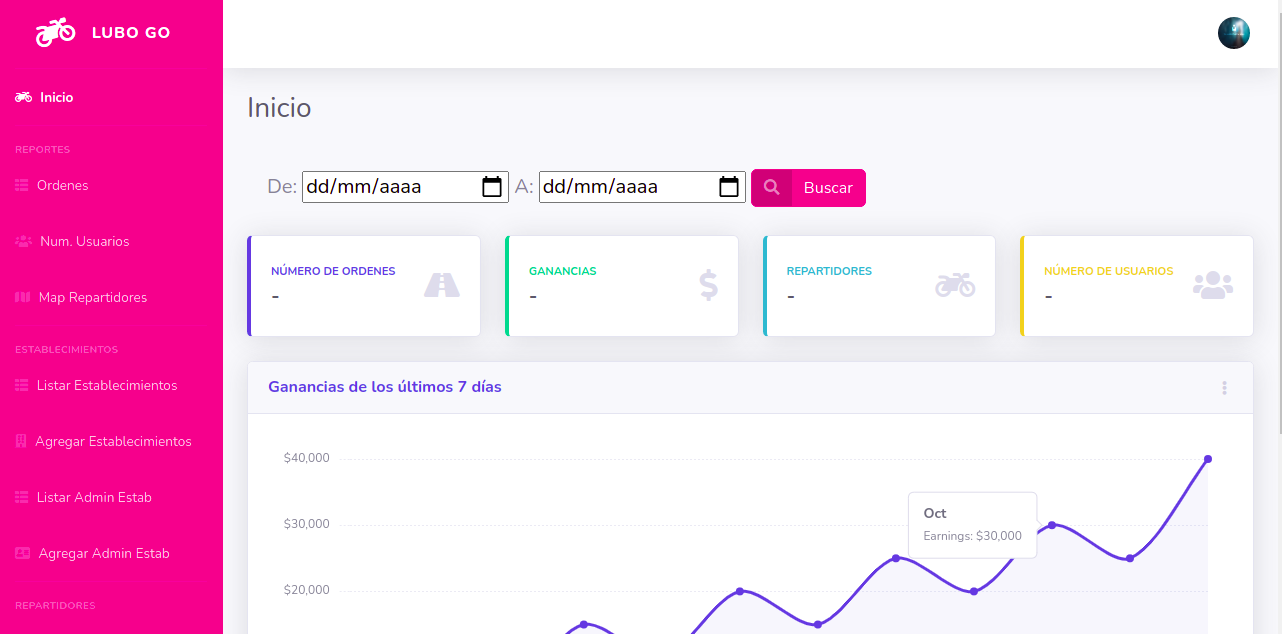 LUBO GO
Inicio
REPORTES
Ordenes
Num. Usuarios
Map Repartidores
ESTABLECIMIENTOS
Listar Establecimientos
Agregar Establecimientos
Listar Admin Estab
Agregar Admin Estab
REPARTIDORES
Inicio
De: dd/mm/aaaa A: dd/mm/aaaa Buscar
NÚMERO DE ORDENES
-
GANANCIAS
-
REPARTIDORES
-
NÚMERO DE USUARIOS
-
Ganancias de los últimos 7 días
$40,000
$30,000
$20,000
Oct
Earnings: $30,000